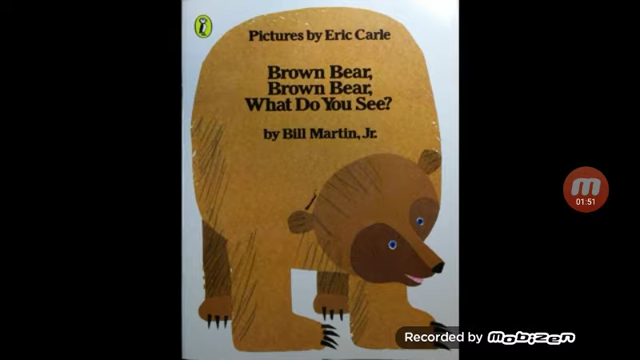 Pictures by Eric Carle
Brown Bear,
Brown Bear,
What Do You See?
by Bill Martin, Jr.
01:51
Recorded by Mobizen